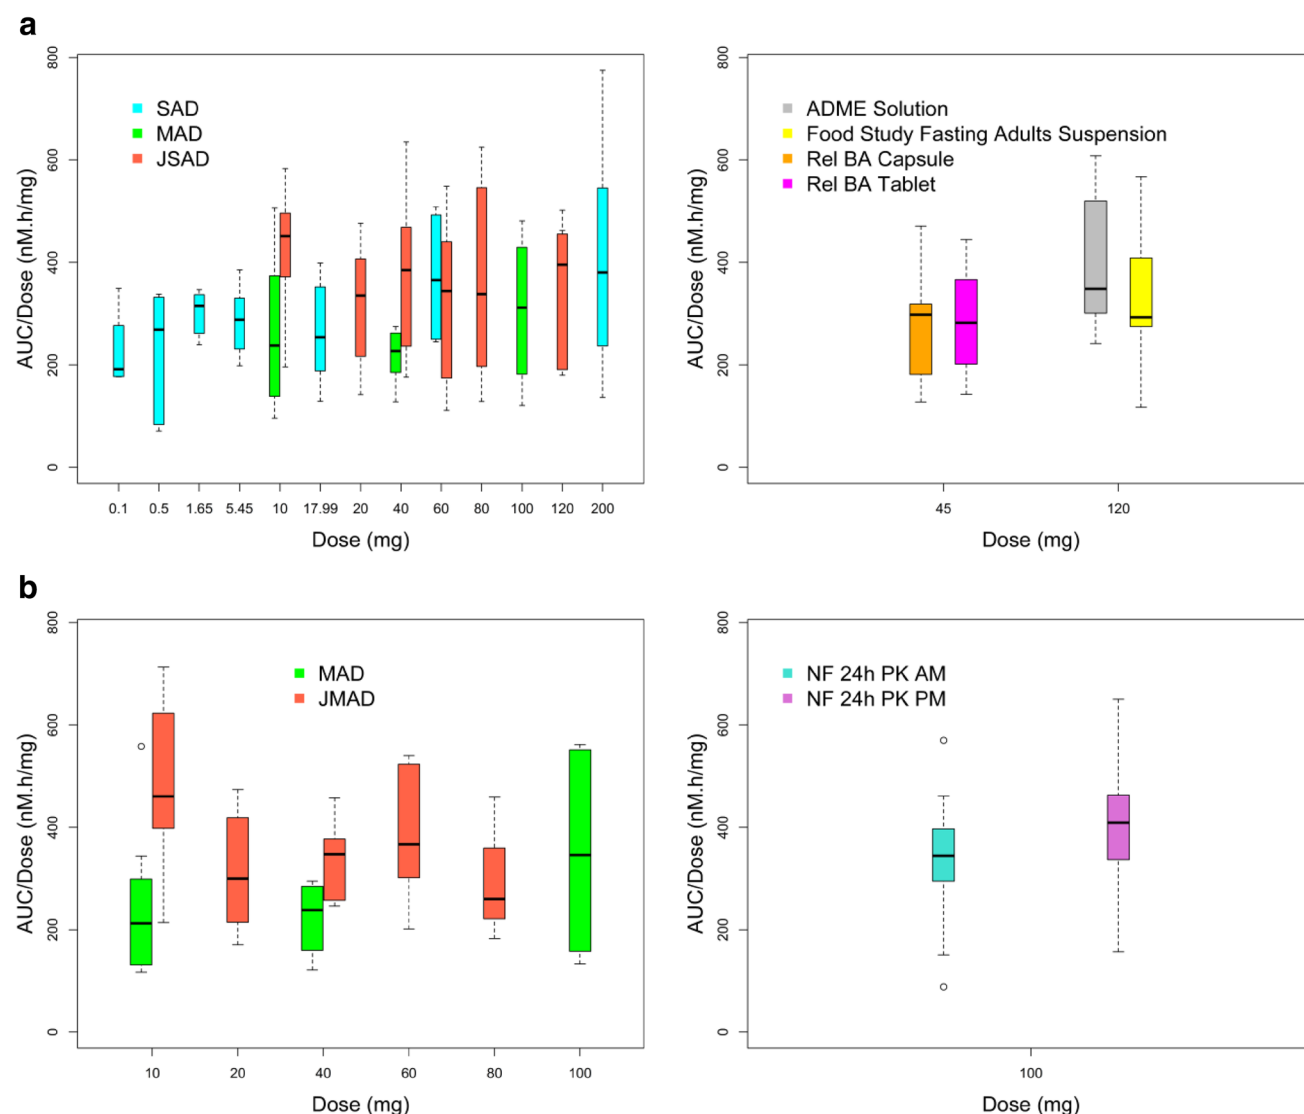 a
800
600
400
200
0
AUC/Dose (nM.h/mg)
SAD
MAD
JSAD
0.1 0.5 1.65 5.45 10 17.99 20 40 60 80 100 120 200
Dose (mg)
800
600
400
200
0
AUC/Dose (nM.h/mg)
ADME Solution
Food Study Fasting Adults Suspension
Rel BA Capsule
Rel BA Tablet
45 120
Dose (mg)
b
800
600
400
200
0
AUC/Dose (nM.h/mg)
MAD
JMAD
10 20 40 60 80 100
Dose (mg)
800
600
400
200
0
AUC/Dose (nM.h/mg)
NF 24h PK AM
NF 24h PK PM
100
Dose (mg)